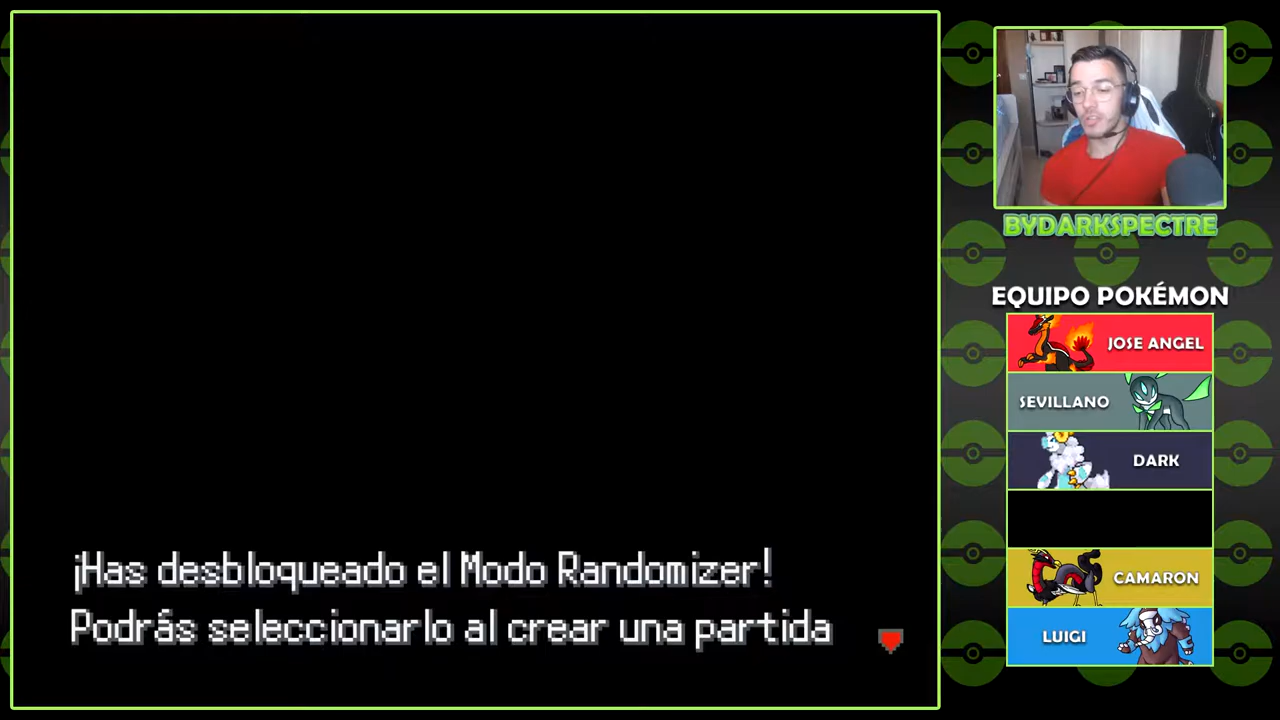 ¡Has desbloqueado el Modo Randomizer!
Podrás seleccionarlo al crear una partida
BYDARKSPECTRE
EQUIPO POKÉMON
JOSE ANGEL
SEVILLANO
DARK
CAMARON
LUIGI